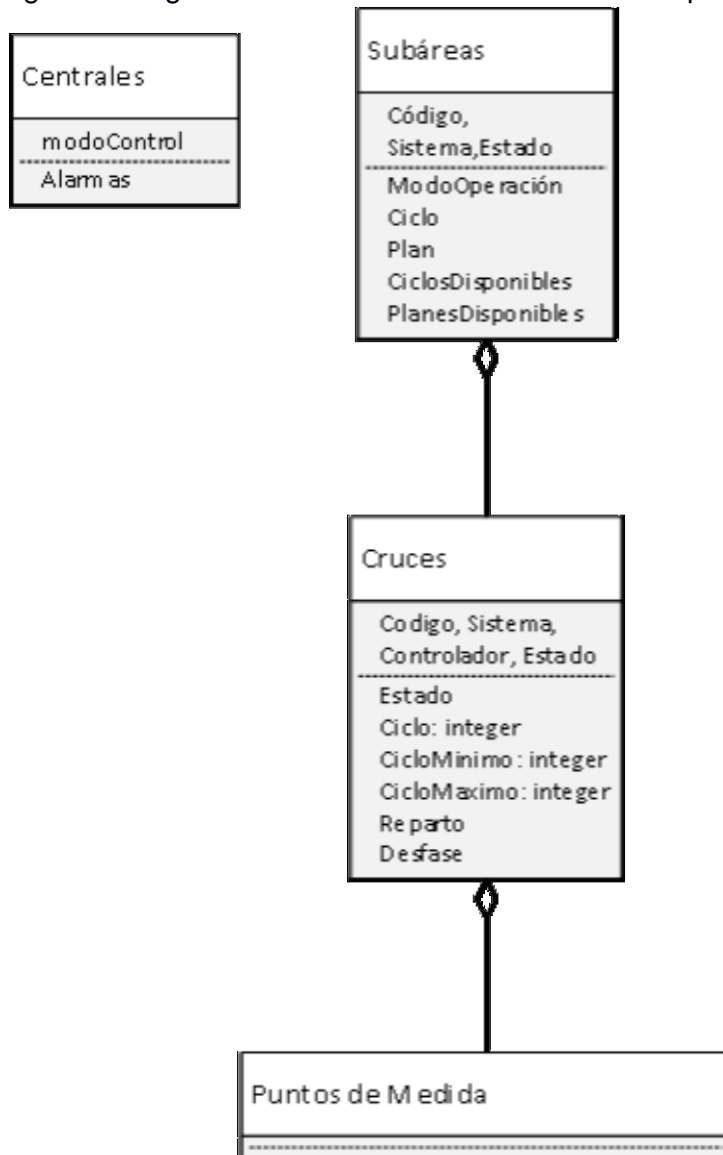 Centrales
modoControl
Alarmas
Subáreas
Código,
Sistema,Estado
ModoOperación
Ciclo
Plan
CiclosDisponibles
PlanesDisponibles
Cruces
Codigo, Sistema,
Controlador, Estado
Estado
Ciclo: integer
CicloMinimo: integer
CicloMaximo: integer
Reparto
Desfase
Puntos de Medida